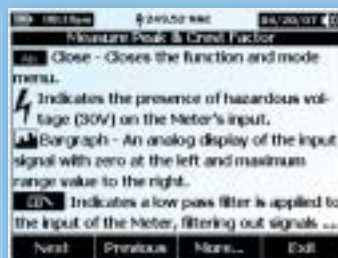 Measure Peak & Crest Factor
Close - Closes the function and mode
menu.
Indicates the presence of hazardous vol-
tage (30V) on the Meter's input.
Bargraph - An analog display of the input
signal with zero at the left and maximum
range value to the right.
Indicates a low pass filter is applied to
the input of the Meter, filtering out signals ...
Next Previous More... Exit